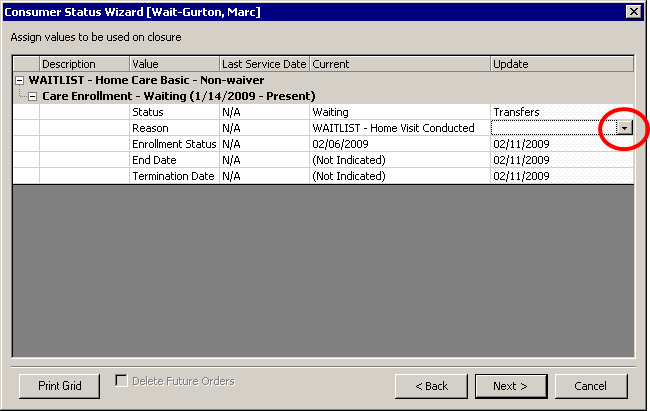 Consumer Status Wizard [Wait-Gurton, Marc]
Assign values to be used on closure
Description Value Last Service Date Current Update
WAITLIST - Home Care Basic - Non-waiver
Care Enrollment - Waiting (1/14/2009 - Present)
Status N/A Waiting Transfers
Reason N/A WAITLIST - Home Visit Conducted
Enrollment Status N/A 02/06/2009 02/11/2009
End Date N/A (Not Indicated) 02/11/2009
Termination Date N/A (Not Indicated) 02/11/2009
Print Grid Delete Future Orders < Back Next > Cancel